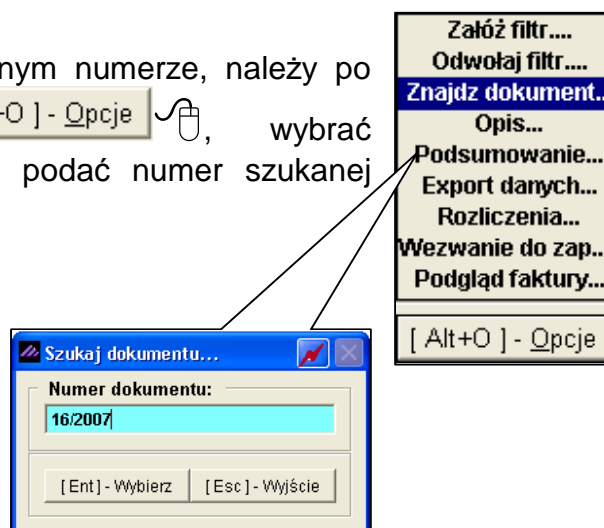 nym numerze, należy po
+O ] - Opcje , wybrać
podać numer szukanej
Załóż filtr....
Odwołaj filtr....
Znajdz dokument..
Opis...
Podsumowanie...
Export danych...
Rozliczenia...
Wezwanie do zap..
Podgląd faktury...
[ Alt+O ] - Opcje
Szukaj dokumentu...
Numer dokumentu:
16/2007
[ Ent ] - Wybierz [ Esc ] - Wyjście